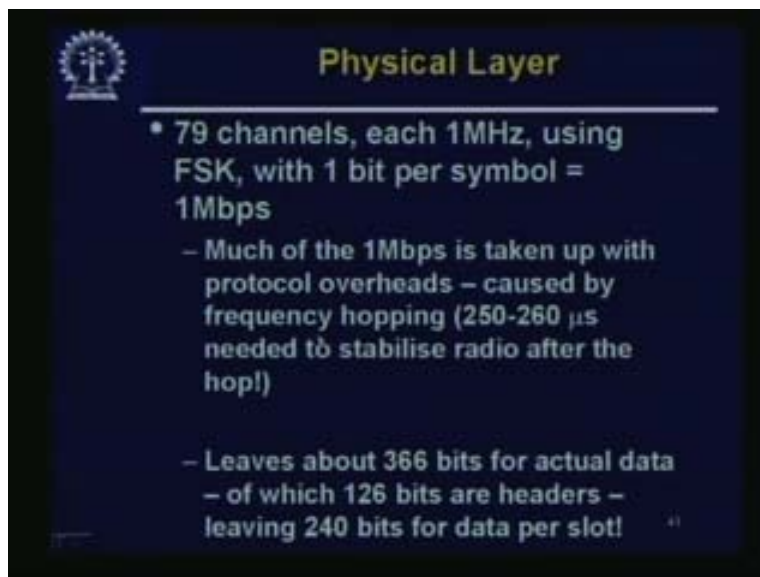 Physical Layer
• 79 channels, each 1MHz, using
FSK, with 1 bit per symbol =
1Mbps
– Much of the 1Mbps is taken up with
protocol overheads – caused by
frequency hopping (250-260 μs
needed tò stabilise radio after the
hop!)
– Leaves about 366 bits for actual data
– of which 126 bits are headers –
leaving 240 bits for data per slot!